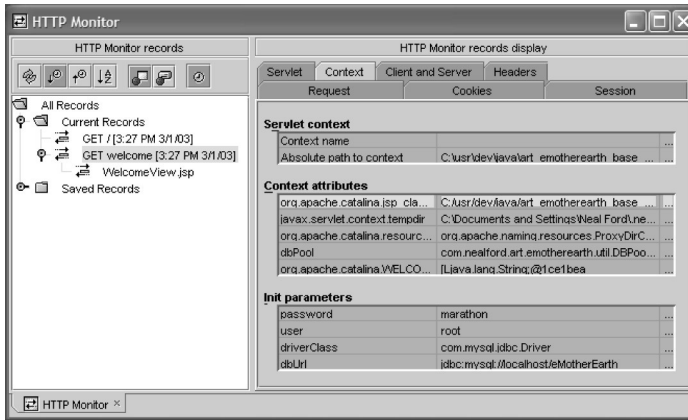 HTTP Monitor
HTTP Monitor records
HTTP Monitor records display
Servlet Context Client and Server Headers
Request Cookies Session
All Records
Current Records
GET / [3:27 PM 3/1/03]
GET welcome [3:27 PM 3/1/03]
WelcomeView.jsp
Saved Records
Servlet context
Context name ...
Absolute path to context C:\usr\dev\java\art_emotherearth_base_... ...
Context attributes
org.apache.catalina.jsp_cla... C:/usr/dev/java/art_emotherearth_base_... ...
javax.servlet.context.tempdir C:\Documents and Settings\Neal Ford\.ne... ...
org.apache.catalina.resourc... org.apache.naming.resources.ProxyDirC... ...
dbPool com.nealford.art.emotherearth.util.DBPoo... ...
org.apache.catalina.WELCO... [Ljava.lang.String;@1ce1bea ...
Init parameters
password marathon ...
user root ...
driverClass com.mysql.jdbc.Driver ...
dbUrl jdbc:mysql://localhost/eMotherEarth ...
HTTP Monitor ×